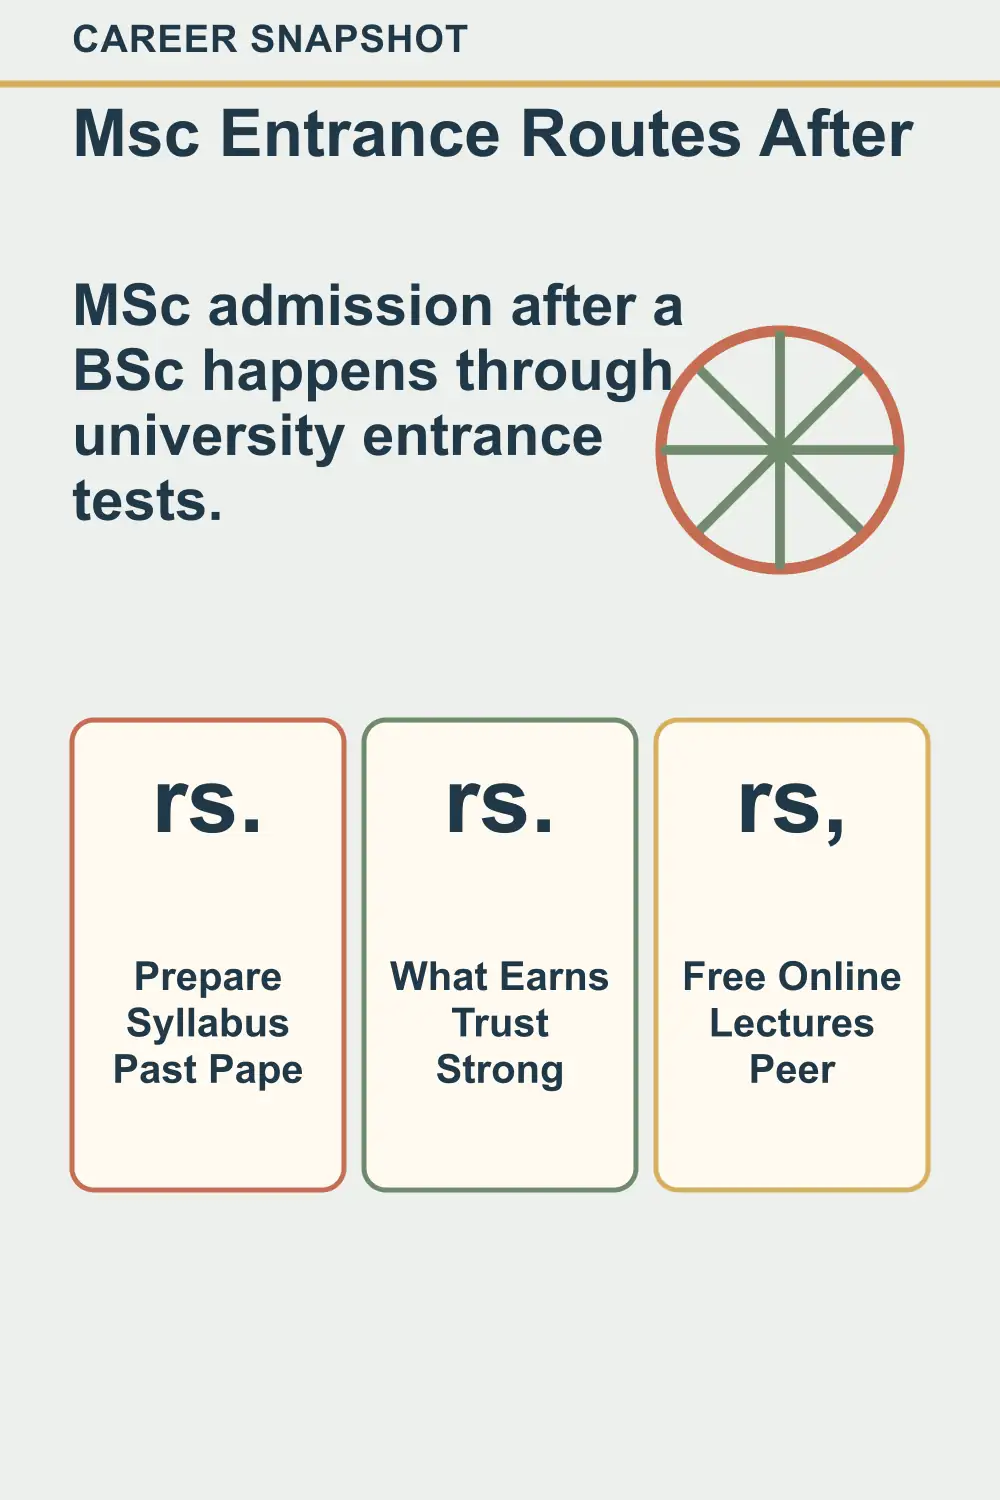 CAREER SNAPSHOT
Msc Entrance Routes After
MSc admission after a
BSc happens through
university entrance
tests.
rs.
Prepare
Syllabus
Past Pape
rs.
What Earns
Trust
Strong
rs,
Free Online
Lectures
Peer